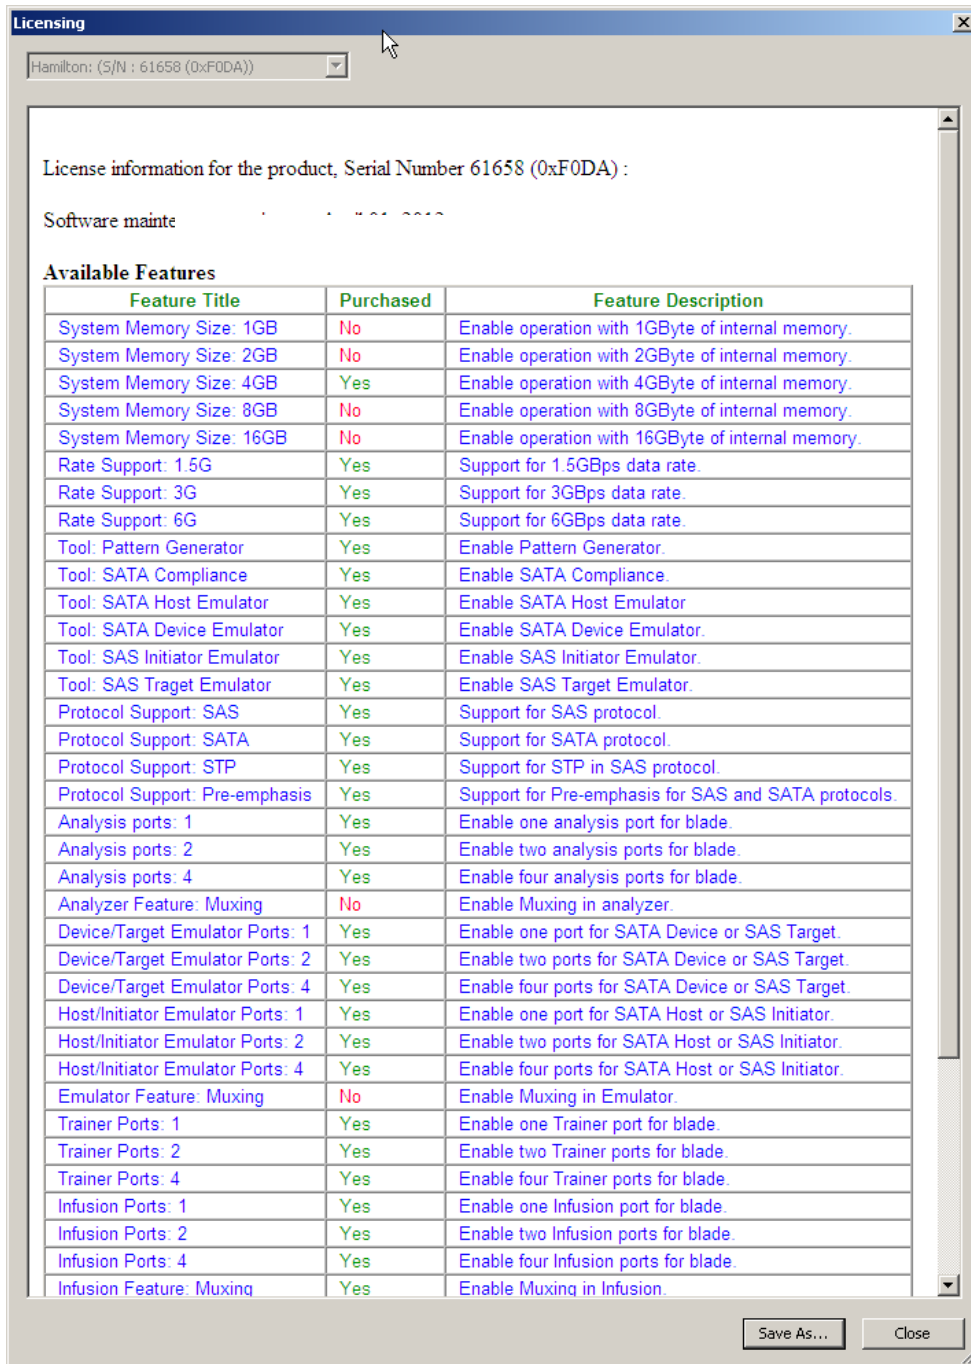 Licensing
Hamilton: (S/N : 61658 (0xF0DA))
License information for the product, Serial Number 61658 (0xF0DA) :
Software
Available Features
Feature Title Purchased Feature Description
System Memory Size: 1GB No Enable operation with 1GByte of internal memory.
System Memory Size: 2GB No Enable operation with 2GByte of internal memory.
System Memory Size: 4GB Yes Enable operation with 4GByte of internal memory.
System Memory Size: 8GB No Enable operation with 8GByte of internal memory.
System Memory Size: 16GB No Enable operation with 16GByte of internal memory.
Rate Support: 1.5G Yes Support for 1.5GBps data rate.
Rate Support: 3G Yes Support for 3GBps data rate.
Rate Support: 6G Yes Support for 6GBps data rate.
Tool: Pattern Generator Yes Enable Pattern Generator.
Tool: SATA Compliance Yes Enable SATA Compliance.
Tool: SATA Host Emulator Yes Enable SATA Host Emulator
Tool: SATA Device Emulator Yes Enable SATA Device Emulator.
Tool: SAS Initiator Emulator Yes Enable SAS Initiator Emulator.
Tool: SAS Traget Emulator Yes Enable SAS Target Emulator.
Protocol Support: SAS Yes Support for SAS protocol.
Protocol Support: SATA Yes Support for SATA protocol.
Protocol Support: STP Yes Support for STP in SAS protocol.
Protocol Support: Pre-emphasis Yes Support for Pre-emphasis for SAS and SATA protocols.
Analysis ports: 1 Yes Enable one analysis port for blade.
Analysis ports: 2 Yes Enable two analysis ports for blade.
Analysis ports: 4 Yes Enable four analysis ports for blade.
Analyzer Feature: Muxing No Enable Muxing in analyzer.
Device/Target Emulator Ports: 1 Yes Enable one port for SATA Device or SAS Target.
Device/Target Emulator Ports: 2 Yes Enable two ports for SATA Device or SAS Target.
Device/Target Emulator Ports: 4 Yes Enable four ports for SATA Device or SAS Target.
Host/Initiator Emulator Ports: 1 Yes Enable one port for SATA Host or SAS Initiator.
Host/Initiator Emulator Ports: 2 Yes Enable two ports for SATA Host or SAS Initiator.
Host/Initiator Emulator Ports: 4 Yes Enable four ports for SATA Host or SAS Initiator.
Emulator Feature: Muxing No Enable Muxing in Emulator.
Trainer Ports: 1 Yes Enable one Trainer port for blade.
Trainer Ports: 2 Yes Enable two Trainer ports for blade.
Trainer Ports: 4 Yes Enable four Trainer ports for blade.
Infusion Ports: 1 Yes Enable one Infusion port for blade.
Infusion Ports: 2 Yes Enable two Infusion ports for blade.
Infusion Ports: 4 Yes Enable four Infusion ports for blade.
Infusion Feature: Muxing Yes Enable Muxing in Infusion.
Save As... Close